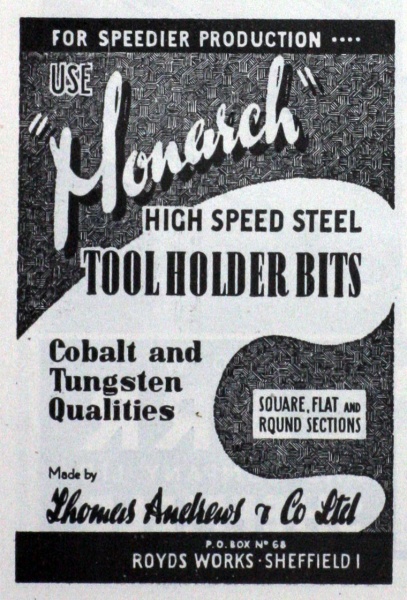 FOR SPEEDIER PRODUCTION ····
USE
"Monarch"
HIGH SPEED STEEL
TOOL HOLDER BITS
Cobalt and
Tungsten
Qualities
SQUARE, FLAT AND
ROUND SECTIONS
Made by
Thomas Andrews & Co Ltd
P.O. BOX Nº 68
ROYDS WORKS · SHEFFIELD 1